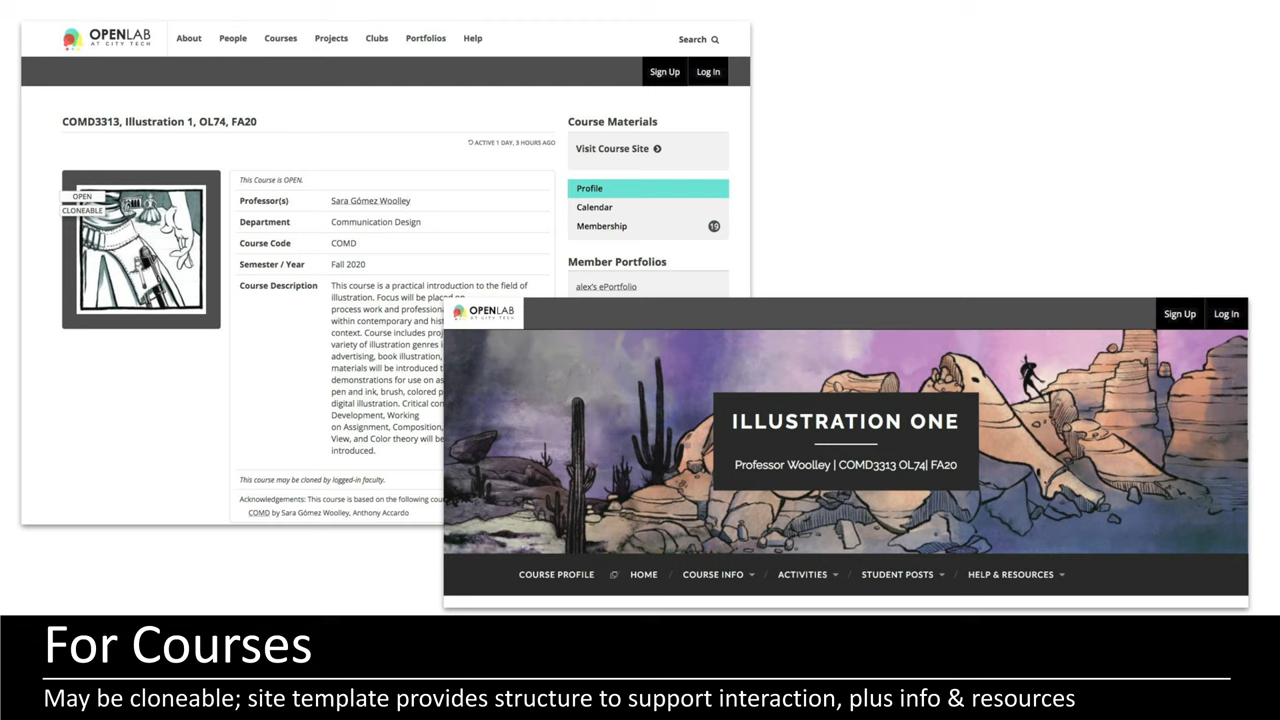 OPENLAB
AT CITY TECH
About People Courses Projects Clubs Portfolios Help
Search
Sign Up Log In
COMD3313, Illustration 1, OL74, FA20
ACTIVE 1 DAY, 3 HOURS AGO
OPEN
CLONEABLE
This Course is OPEN.
Professor(s) Sara Gómez Woolley
Department Communication Design
Course Code COMD
Semester / Year Fall 2020
Course Description This course is a practical introduction to the field of
illustration. Focus will be placed on
process work and
within contemporary and
context. Course includes
variety of illustration genres
advertising, book illustration,
materials will be introduced
demonstrations for use on
pen and ink, brush, colored
digital illustration. Critical
Development, Working
on Assignment, Composition,
View, and Color theory will be
introduced.
This course may be cloned by logged-in faculty.
Acknowledgements: This course is based on the following
COMD by Sara Gómez Woolley, Anthony Accardo
Course Materials
Visit Course Site
Profile
Calendar
Membership 19
Member Portfolios
alex's ePortfolio
OPENLAB
AT CITY TECH
Sign Up Log In
ILLUSTRATION ONE
Professor Woolley | COMD3313 OL74| FA20
COURSE PROFILE HOME / COURSE INFO / ACTIVITIES / STUDENT POSTS / HELP & RESOURCES
For Courses
May be cloneable; site template provides structure to support interaction, plus info & resources